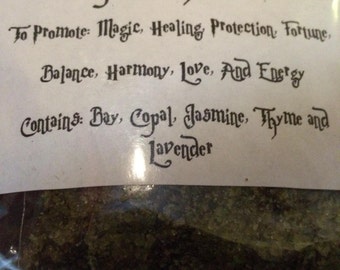 To Promote: Magic, Healing, Protection, Fortune,
Balance, Harmony, Love, And Energy
Contains: Bay, Copal, Jasmine, Thyme and
Lavender